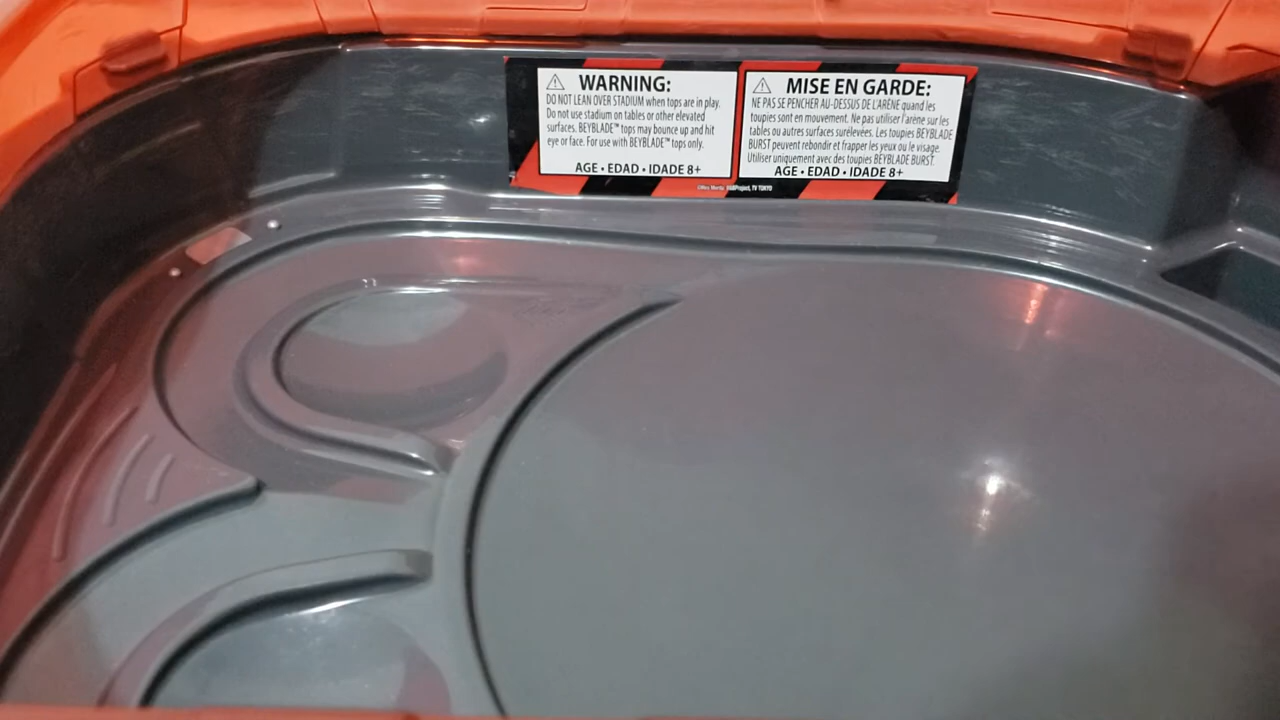 WARNING:
DO NOT LEAN OVER STADIUM when tops are in play.
Do not use stadium on tables or other elevated
surfaces. BEYBLADE™ tops may bounce up and hit
eye or face. For use with BEYBLADE™ tops only.
AGE • EDAD • IDADE 8+
MISE EN GARDE:
NE PAS SE PENCHER AU-DESSUS DE L'ARÈNE quand les
toupies sont en mouvement. Ne pas utiliser l'arène sur les
tables ou autres surfaces surélevées. Les toupies BEYBLADE
BURST peuvent rebondir et frapper les yeux ou le visage.
Utiliser uniquement avec des toupies BEYBLADE BURST.
AGE • EDAD • IDADE 8+
Project, TV TOKYO